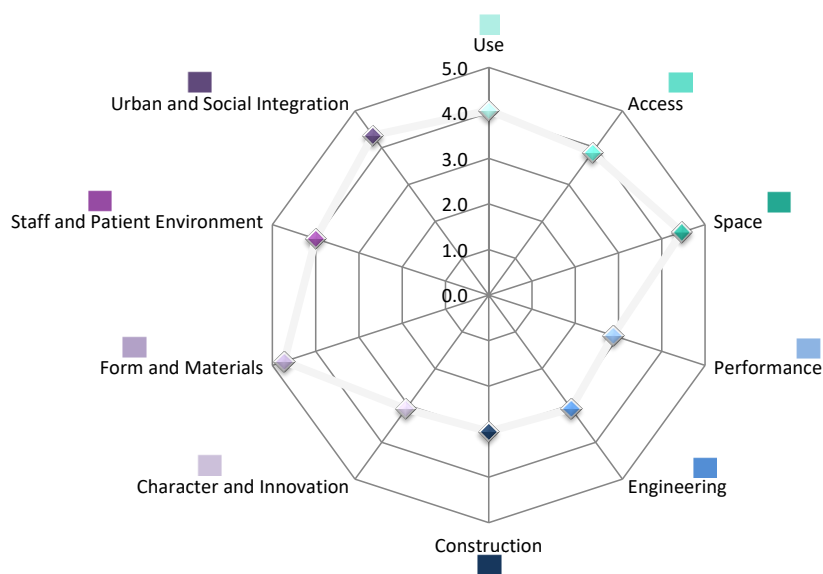 Use
5.0
Urban and Social Integration
Access
4.0
3.0
Staff and Patient Environment
Space
2.0
1.0
0.0
Form and Materials
Performance
Character and Innovation
Engineering
Construction